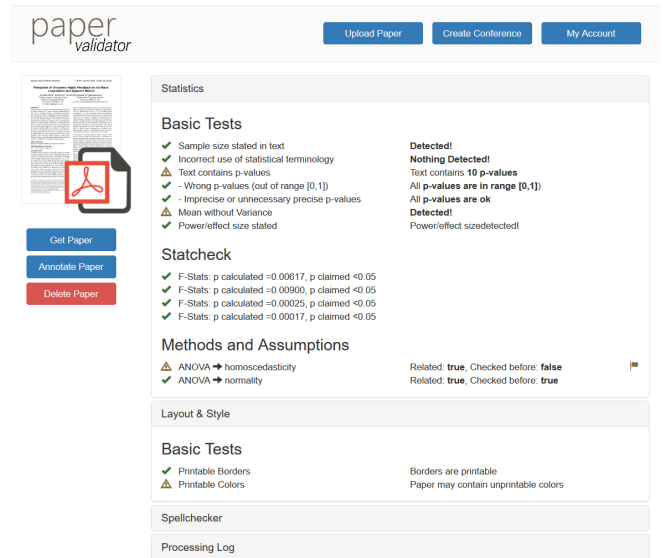 paper
validator
Upload Paper
Create Conference
My Account
Get Paper
Annotate Paper
Delete Paper
Statistics
Basic Tests
Sample size stated in text Detected!
Incorrect use of statistical terminology Nothing Detected!
Text contains p-values Text contains 10 p-values
- Wrong p-values (out of range [0,1]) All p-values are in range [0,1])
- Imprecise or unnecessary precise p-values All p-values are ok
Mean without Variance Detected!
Power/effect size stated Power/effect sizedetected!
Statcheck
F-Stats: p calculated =0.00617, p claimed <0.05
F-Stats: p calculated =0.00900, p claimed <0.05
F-Stats: p calculated =0.00025, p claimed <0.05
F-Stats: p calculated =0.00017, p claimed <0.05
Methods and Assumptions
ANOVA ➔ homoscedasticity Related: true, Checked before: false
ANOVA ➔ normality Related: true, Checked before: true
Layout & Style
Basic Tests
Printable Borders Borders are printable
Printable Colors Paper may contain unprintable colors
Spellchecker
Processing Log